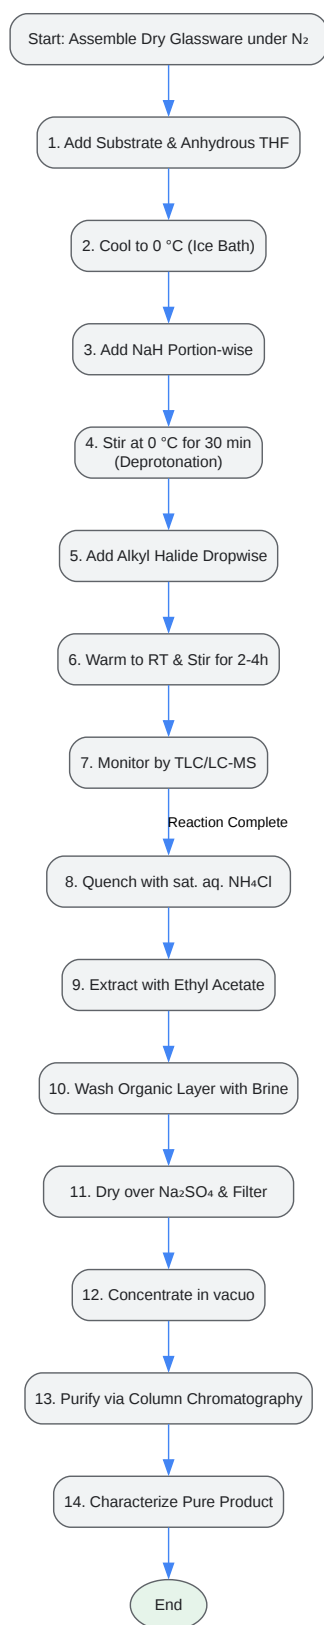 Start: Assemble Dry Glassware under N₂
1. Add Substrate & Anhydrous THF
2. Cool to 0 °C (Ice Bath)
3. Add NaH Portion-wise
4. Stir at 0 °C for 30 min
(Deprotonation)
5. Add Alkyl Halide Dropwise
6. Warm to RT & Stir for 2-4h
7. Monitor by TLC/LC-MS
Reaction Complete
8. Quench with sat. aq. NH₄Cl
9. Extract with Ethyl Acetate
10. Wash Organic Layer with Brine
11. Dry over Na₂SO₄ & Filter
12. Concentrate in vacuo
13. Purify via Column Chromatography
14. Characterize Pure Product
End